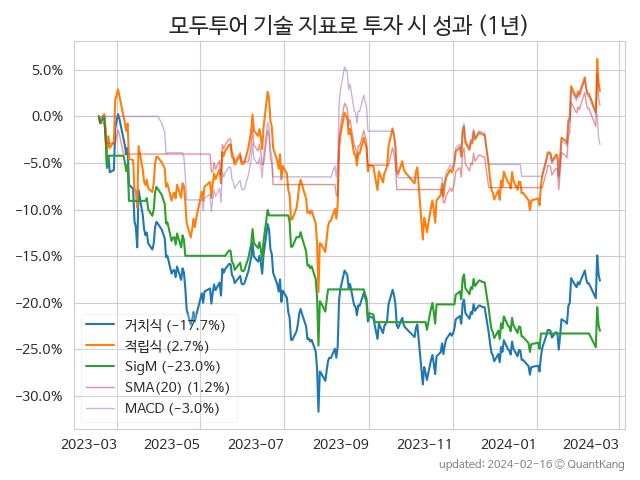 모두투어 기술 지표로 투자 시 성과 (1년)
5.0%
0.0%
−5.0%
−10.0%
−15.0%
−20.0%
−25.0%
−30.0%
거치식 (−17.7%)
적립식 (2.7%)
SigM (−23.0%)
SMA(20) (1.2%)
MACD (−3.0%)
2023-03 2023-05 2023-07 2023-09 2023-11 2024-01 2024-03
updated: 2024-02-16 © QuantKang